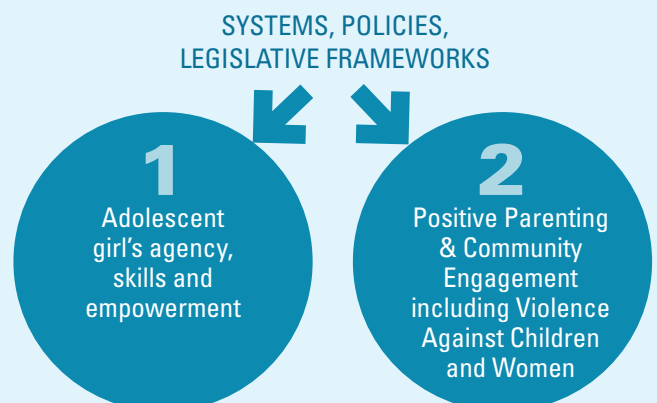 SYSTEMS, POLICIES,
LEGISLATIVE FRAMEWORKS
1
Adolescent
girl's agency,
skills and
empowerment
2
Positive Parenting
& Community
Engagement
including Violence
Against Children
and Women